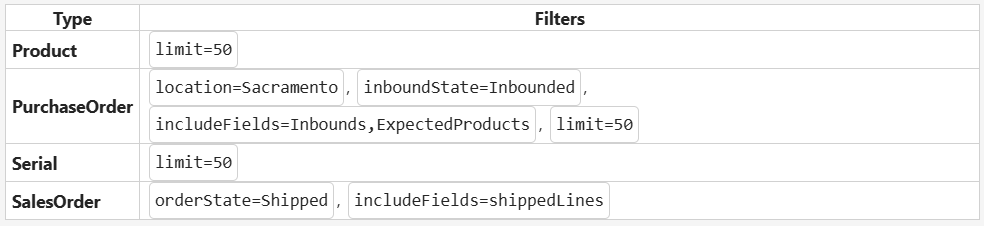 Type Filters
Product limit=50
PurchaseOrder location=Sacramento, inboundState=Inbounded,
includeFields=Inbounds,ExpectedProducts, limit=50
Serial limit=50
SalesOrder orderState=Shipped, includeFields=shippedLines